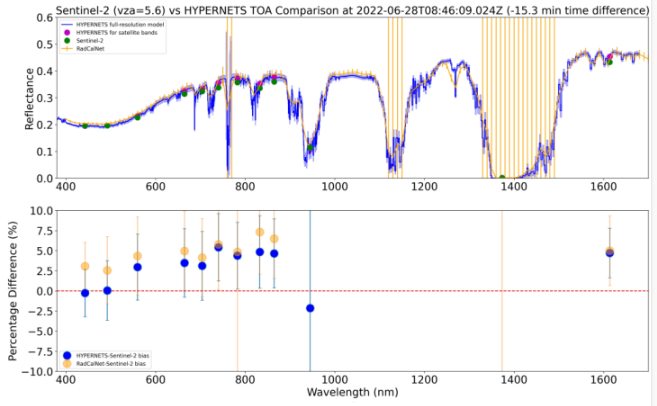 Sentinel-2 (vza=5.6) vs HYPERNETS TOA Comparison at 2022-06-28T08:46:09.024Z (-15.3 min time difference)
0.6
0.5
0.4
0.3
0.2
0.1
0.0
Reflectance
HYPERNETS full-resolution model
HYPERNETS for satellite bands
Sentinel-2
RadCalNet
400 600 800 1000 1200 1400 1600
10.0
7.5
5.0
2.5
0.0
−2.5
−5.0
−7.5
−10.0
Percentage Difference (%)
HYPERNETS-Sentinel-2 bias
RadCalNet-Sentinel-2 bias
400 600 800 1000 1200 1400 1600
Wavelength (nm)